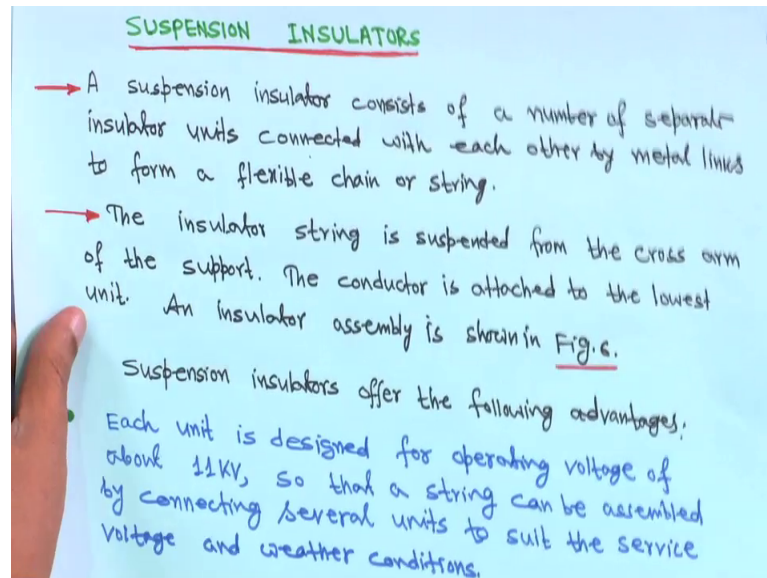 SUSPENSION INSULATORS
A suspension insulator consists of a number of separate
insulator units connected with each other by metal links
to form a flexible chain or string.
The insulator string is suspended from the cross arm
of the support. The conductor is attached to the lowest
unit. An insulator assembly is shown in Fig.6.
Suspension insulators offer the following advantages:
Each unit is designed for operating voltage of
about 11KV, so that a string can be assembled
by connecting several units to suit the service
voltage and weather conditions.